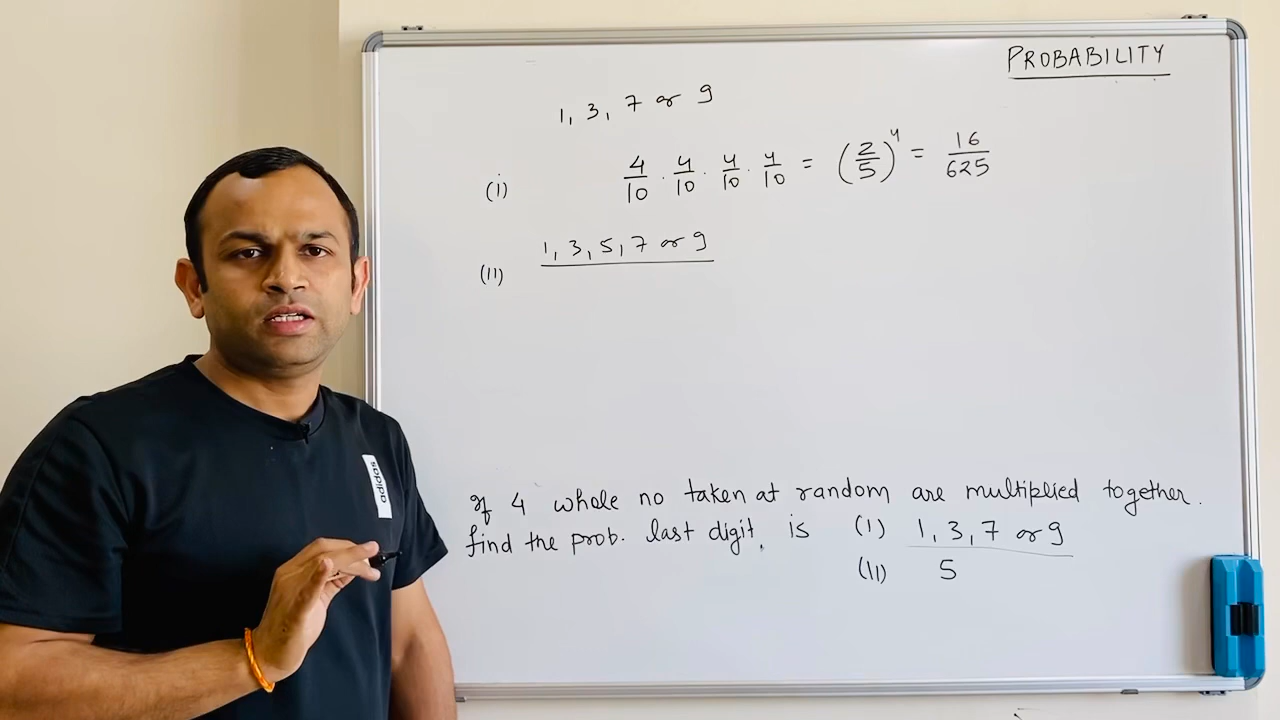 PROBABILITY
1, 3, 7 or 9
(i) 4/10 . 4/10 . 4/10 . 4/10 = (2/5)^4 = 16/625
(II) 1, 3, 5, 7 or 9
adidas
If 4 whole no taken at random are multiplied together.
find the prob. last digit, is (I) 1, 3, 7 or 9
(II) 5